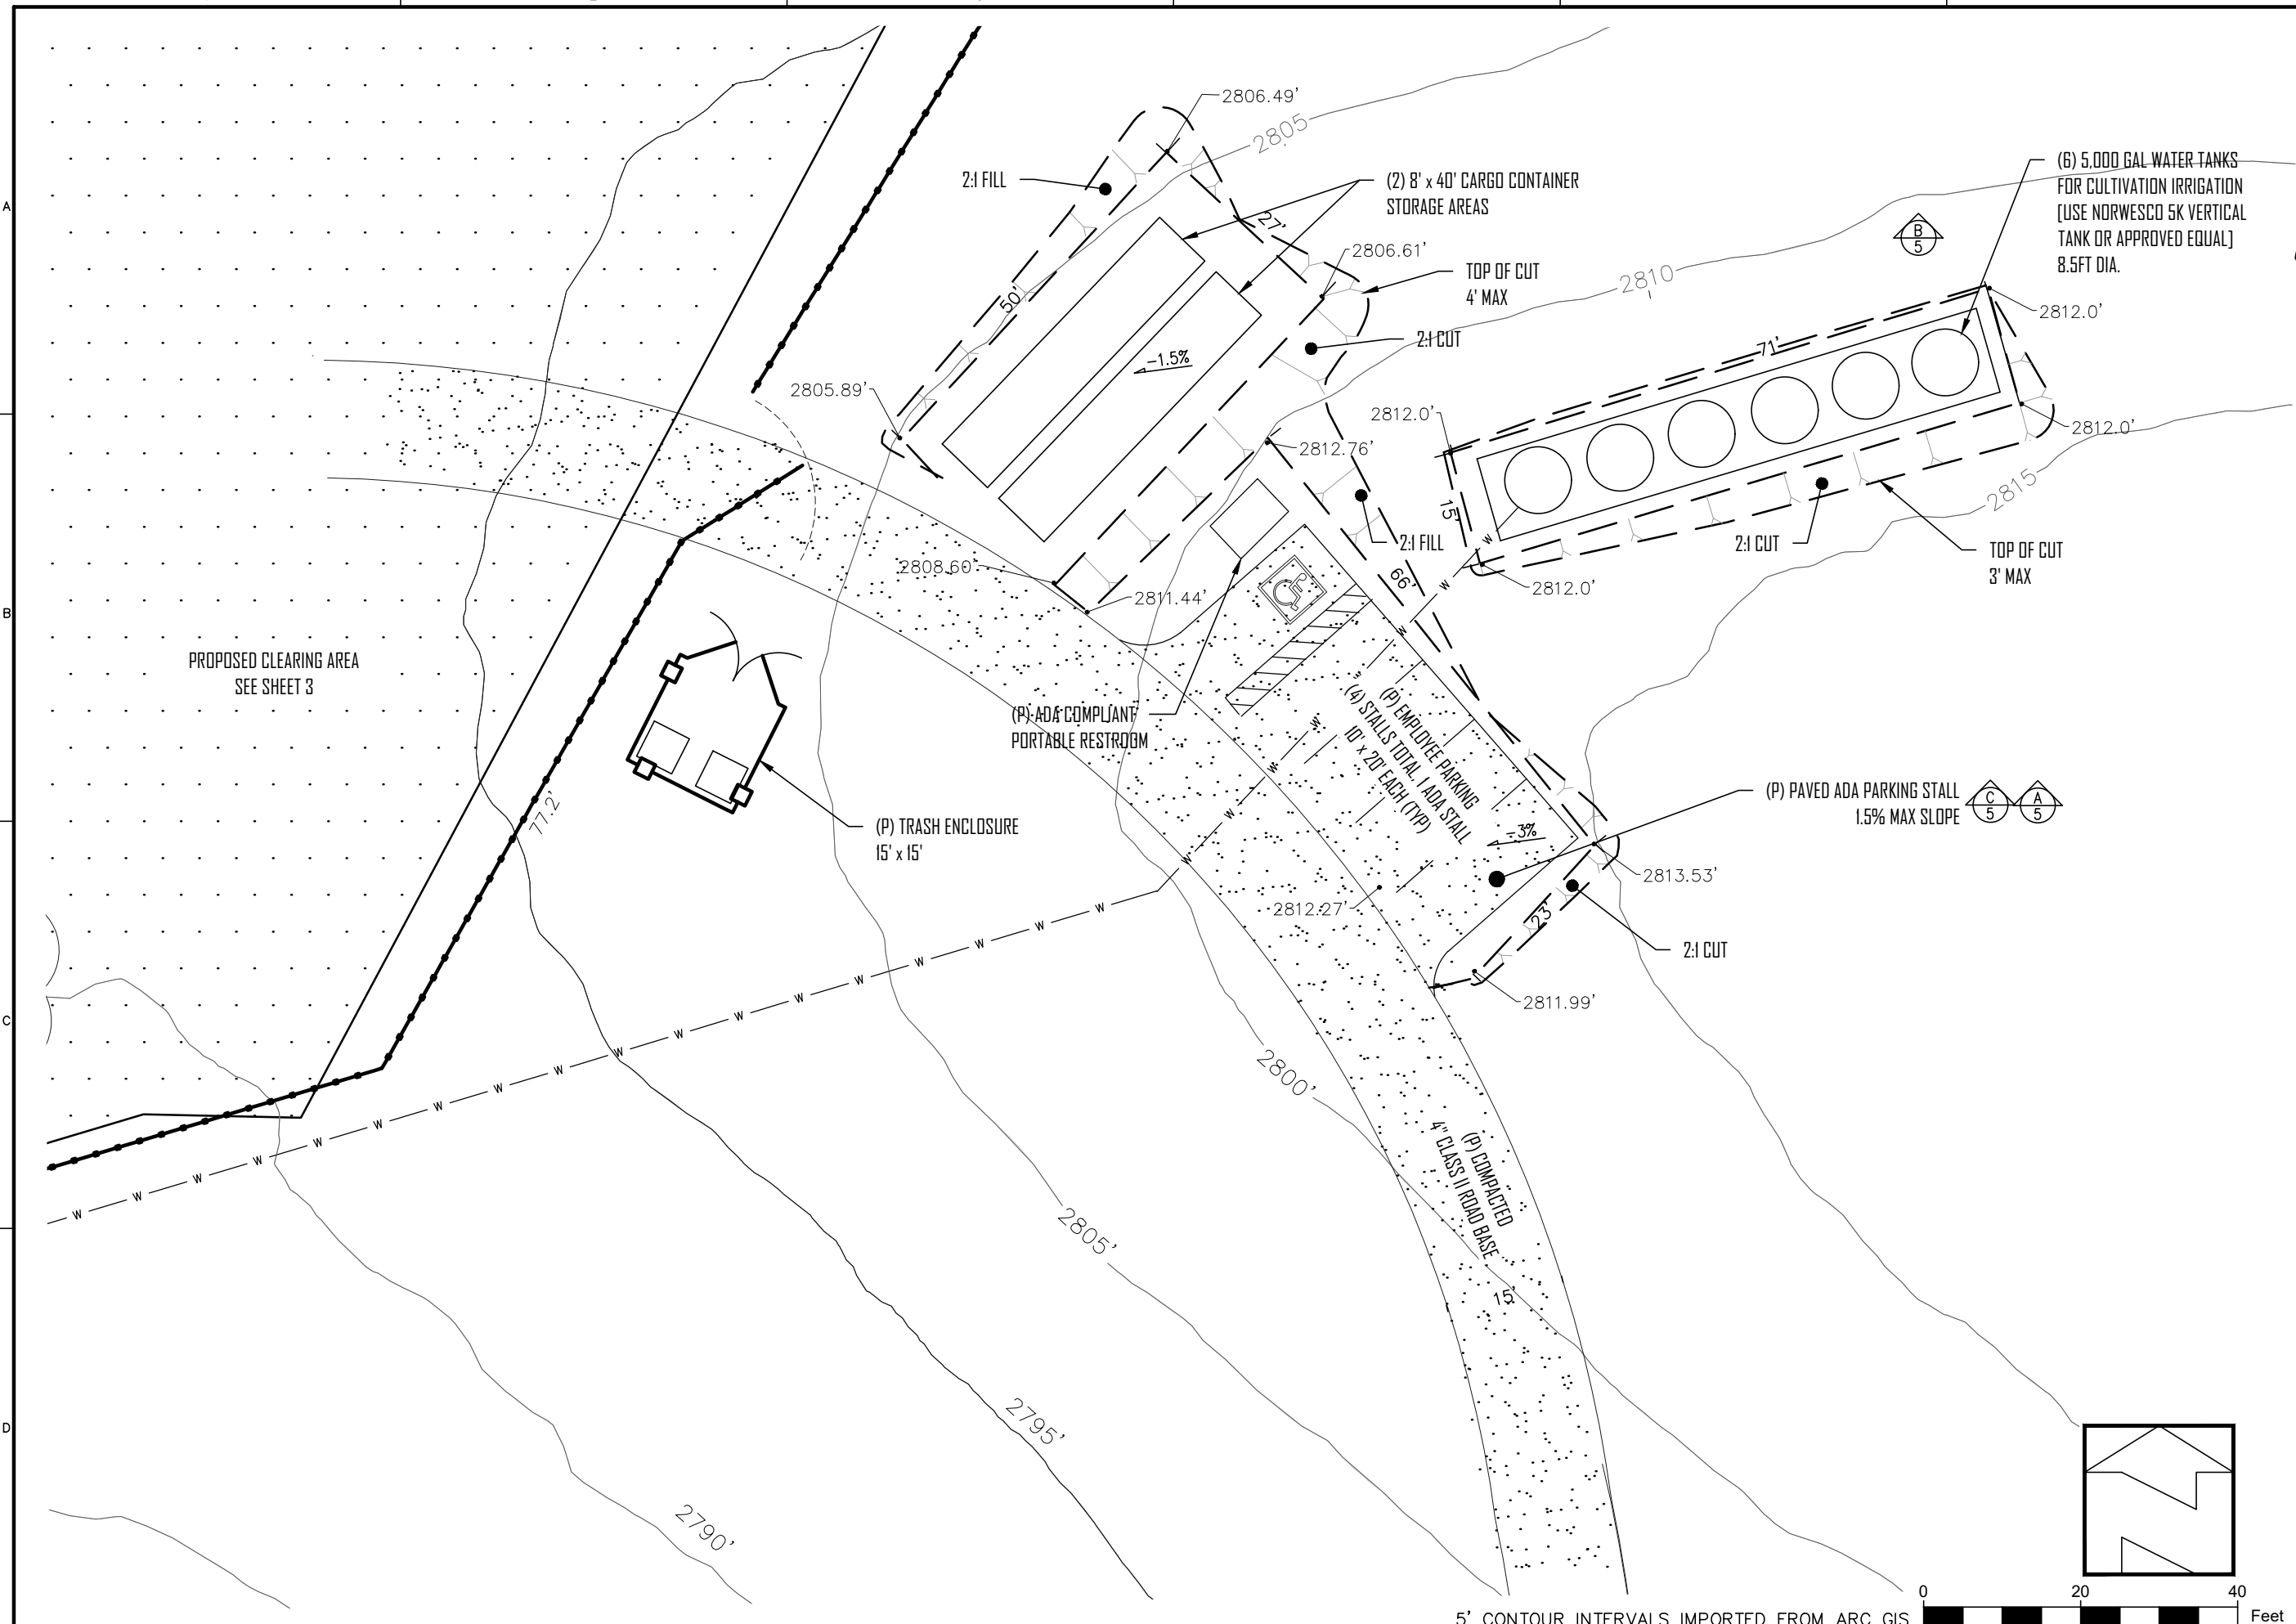 A
B
C
D
2806.49'
2805
2:1 FILL
(2) 8' x 40' CARGO CONTAINER
STORAGE AREAS
27'
2806.61'
TOP OF CUT
4' MAX
2:1 CUT
50'
-1.5%
2805.89'
2810
B
5
(6) 5,000 GAL WATER TANKS
FOR CULTIVATION IRRIGATION
[USE NORWESCO 5K VERTICAL
TANK OR APPROVED EQUAL]
8.5FT DIA.
2812.0'
71'
2812.0'
2812.0'
2812.76'
15'
2815
2:1 CUT
TOP OF CUT
3' MAX
2:1 FILL
66'
2812.0'
2808.60'
2811.44'
PROPOSED CLEARING AREA
SEE SHEET 3
(P) ADA COMPLIANT
PORTABLE RESTROOM
(P) EMPLOYEE PARKING
(4) STALLS TOTAL, 1 ADA STALL
10' x 20' EACH (TYP)
-3%
(P) PAVED ADA PARKING STALL
1.5% MAX SLOPE
C
5
A
5
77.2'
(P) TRASH ENCLOSURE
15' x 15'
2813.53'
2812.27'
23'
2:1 CUT
2811.99'
W W W W W W W W W W W W W W W W W W W W W W W W W W
2800'
(P) COMPACTED
4" CLASS II ROAD BASE
2805'
15'
2795'
2790'
0 20 40
Feet
5' CONTOUR INTERVALS IMPORTED FROM ARC GIS